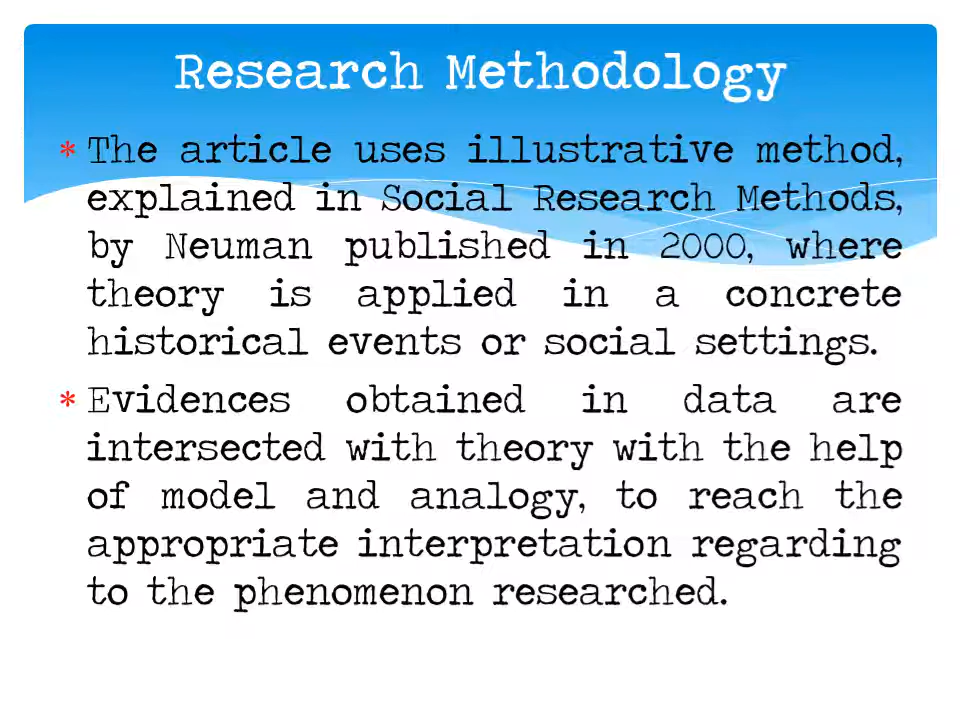 Research Methodology
* The article uses illustrative method,
explained in Social Research Methods,
by Neuman published in 2000, where
theory is applied in a concrete
historical events or social settings.
* Evidences obtained in data are
intersected with theory with the help
of model and analogy, to reach the
appropriate interpretation regarding
to the phenomenon researched.